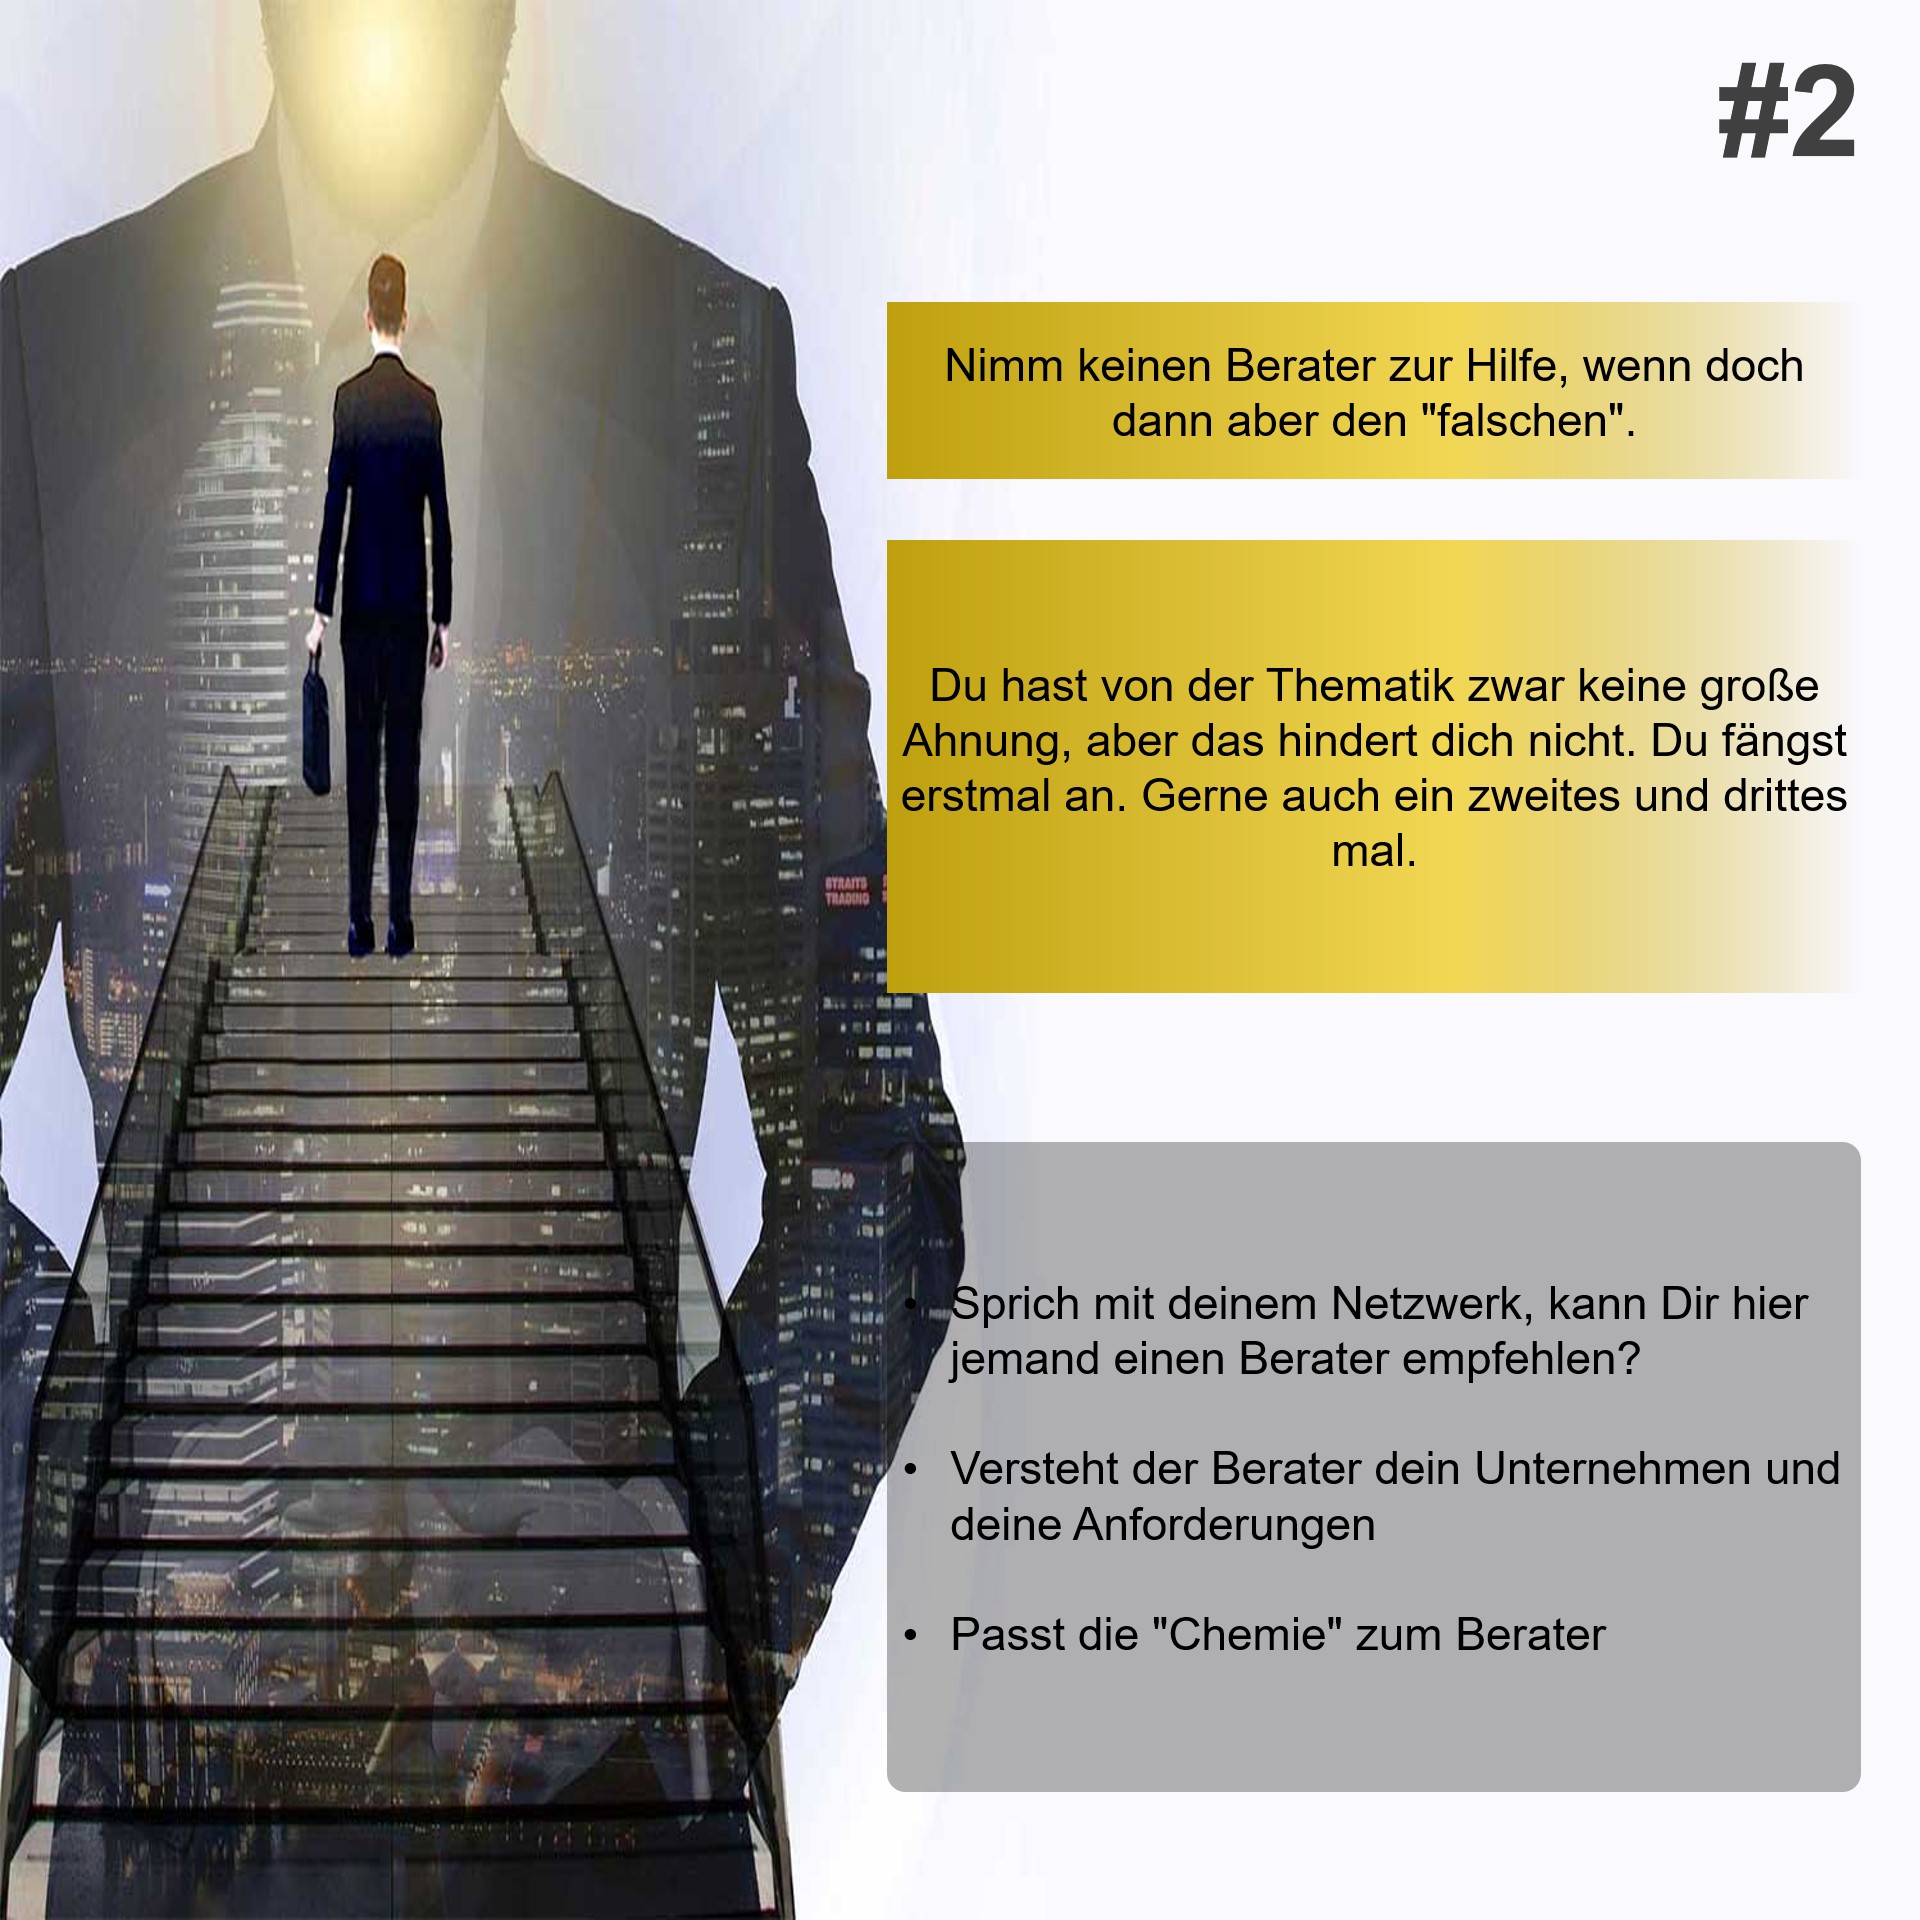 #2
Nimm keinen Berater zur Hilfe, wenn doch
dann aber den "falschen".
Du hast von der Thematik zwar keine große
Ahnung, aber das hindert dich nicht. Du fängst
erstmal an. Gerne auch ein zweites und drittes
mal.
STRAITS
TRADING
• Sprich mit deinem Netzwerk, kann Dir hier
jemand einen Berater empfehlen?
• Versteht der Berater dein Unternehmen und
deine Anforderungen
• Passt die "Chemie" zum Berater